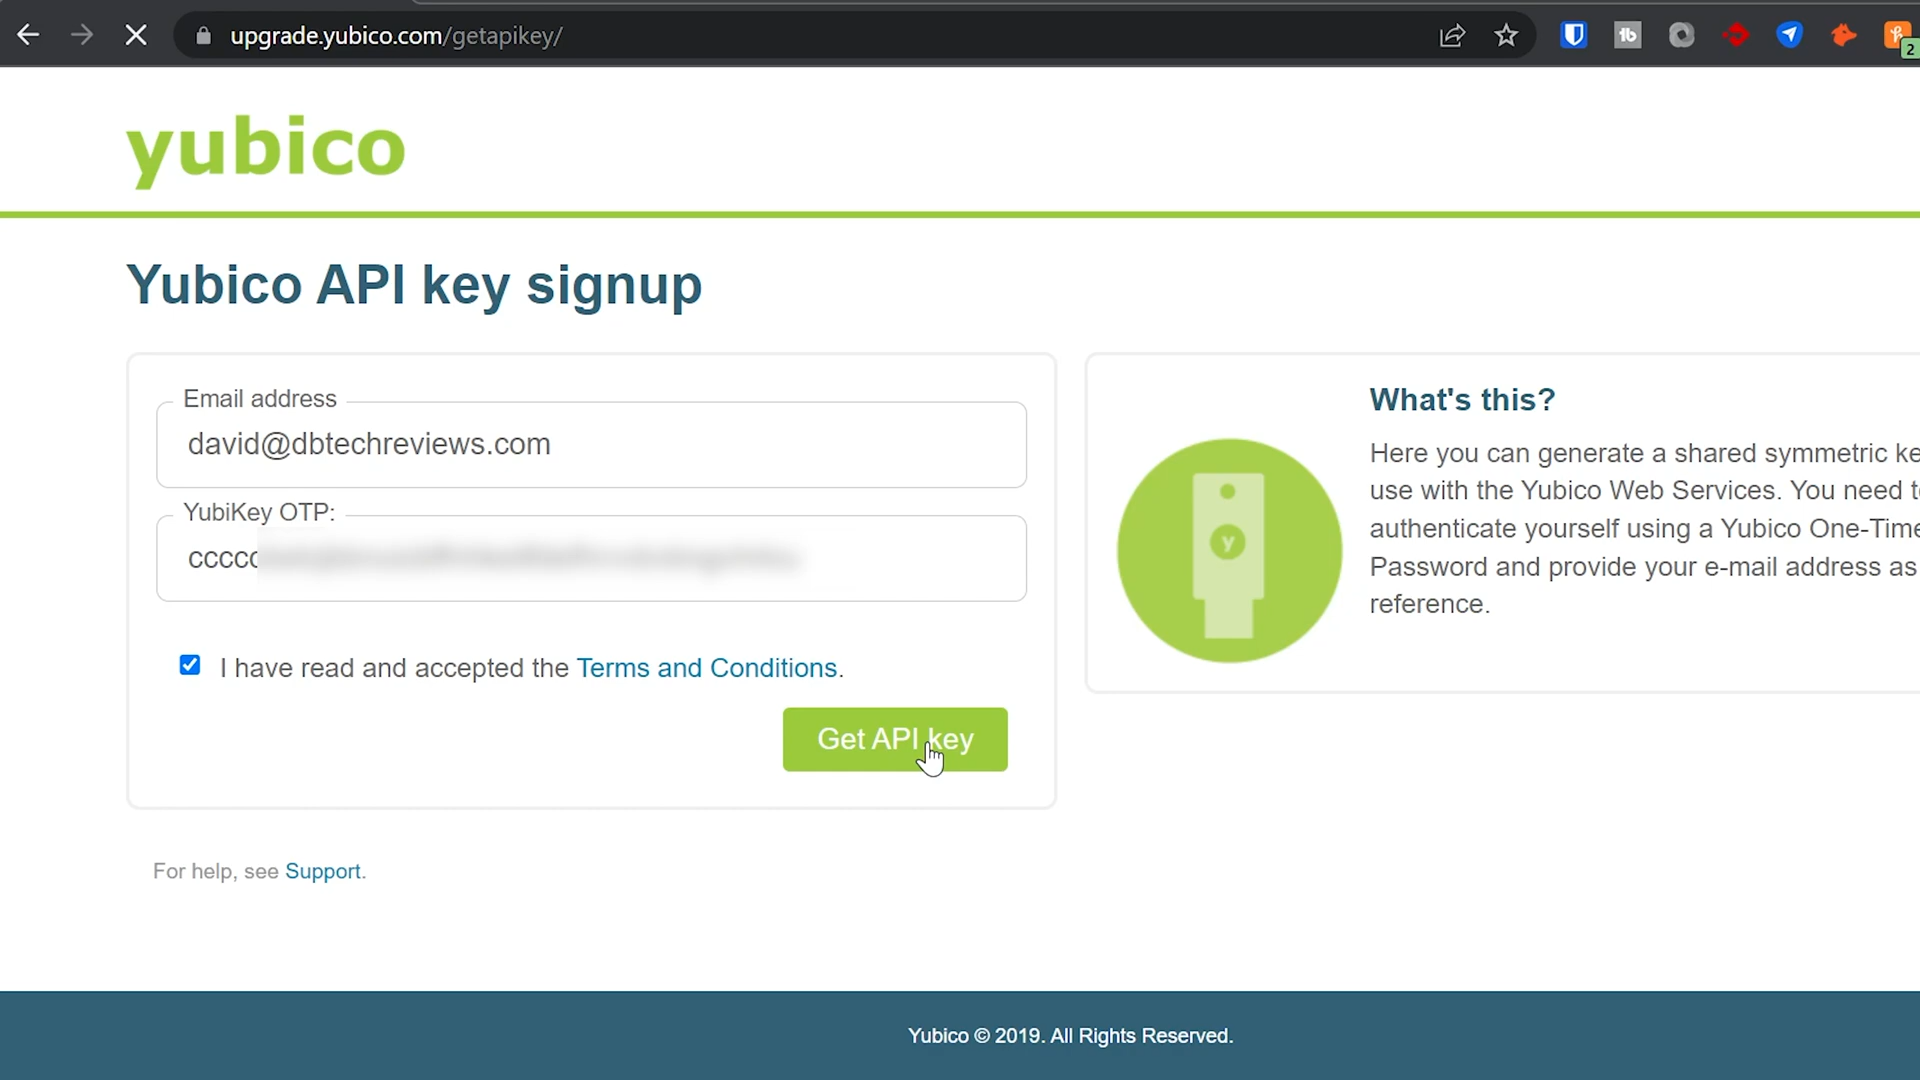 upgrade.yubico.com/getapikey/
tb
2
yubico
Yubico API key signup
Email address
david@dbtechreviews.com
YubiKey OTP:
ccccc
I have read and accepted the Terms and Conditions.
Get API key
For help, see Support.
What's this?
Here you can generate a shared symmetric ke
use with the Yubico Web Services. You need t
authenticate yourself using a Yubico One-Time
Password and provide your e-mail address as
reference.
y
Yubico © 2019. All Rights Reserved.